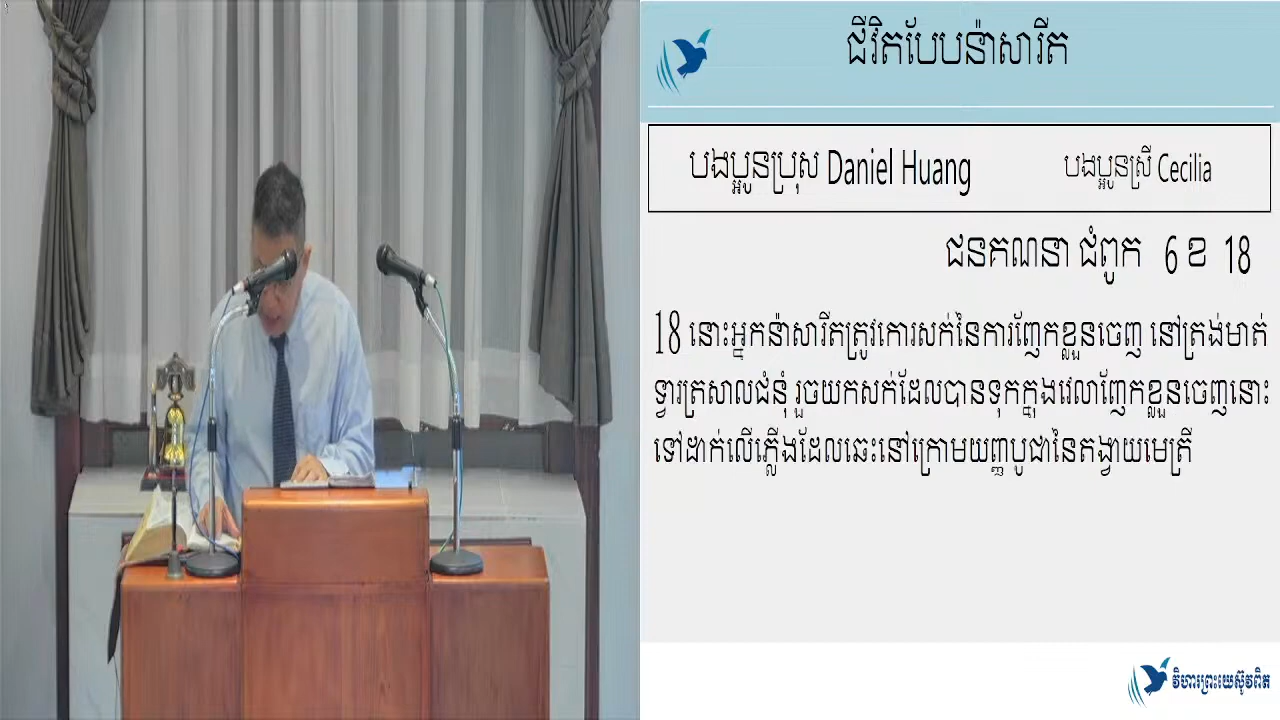 ជីវិតបែបន៉ាសារីត
បងប្អូនប្រុស Daniel Huang
បងប្អូនស្រី Cecilia
ជនគណនា ជំពូក 6 ខ 18
18 នោះអ្នកន៉ាសារីតត្រូវកោរសក់នៃការញែកខ្លួនចេញ នៅត្រង់មាត់
ទ្វារត្រសាលជំនុំ រួចយកសក់ដែលបានទុកក្នុងវេលាញែកខ្លួនចេញនោះ
ទៅដាក់លើភ្លើងដែលឆេះនៅក្រោមយញ្ញបូជានៃតង្វាយមេត្រី
វិហារព្រះយេស៊ូវពិត